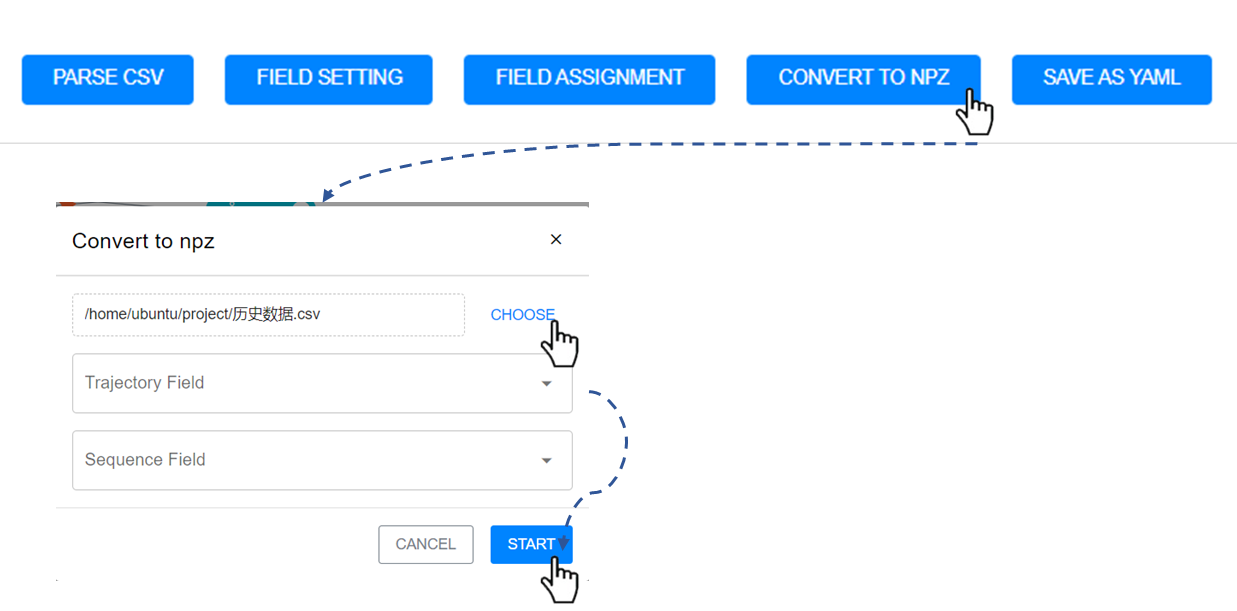 PARSE CSV
FIELD SETTING
FIELD ASSIGNMENT
CONVERT TO NPZ
SAVE AS YAML
Convert to npz
/home/ubuntu/project/历史数据.csv
CHOOSE
Trajectory Field
Sequence Field
CANCEL
START